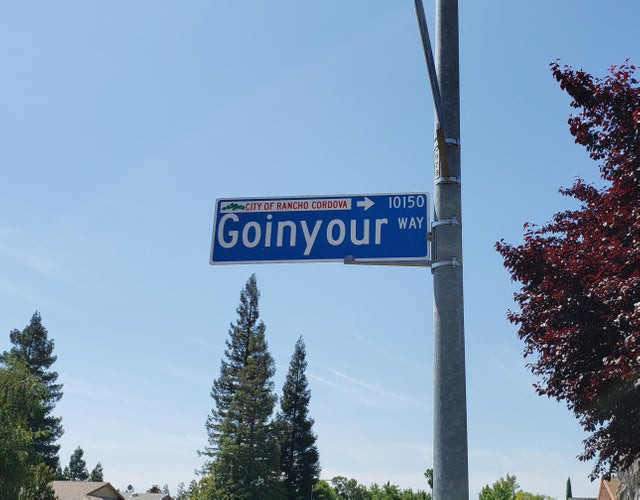 CITY OF RANCHO CORDOVA → 10150
Goinyour WAY